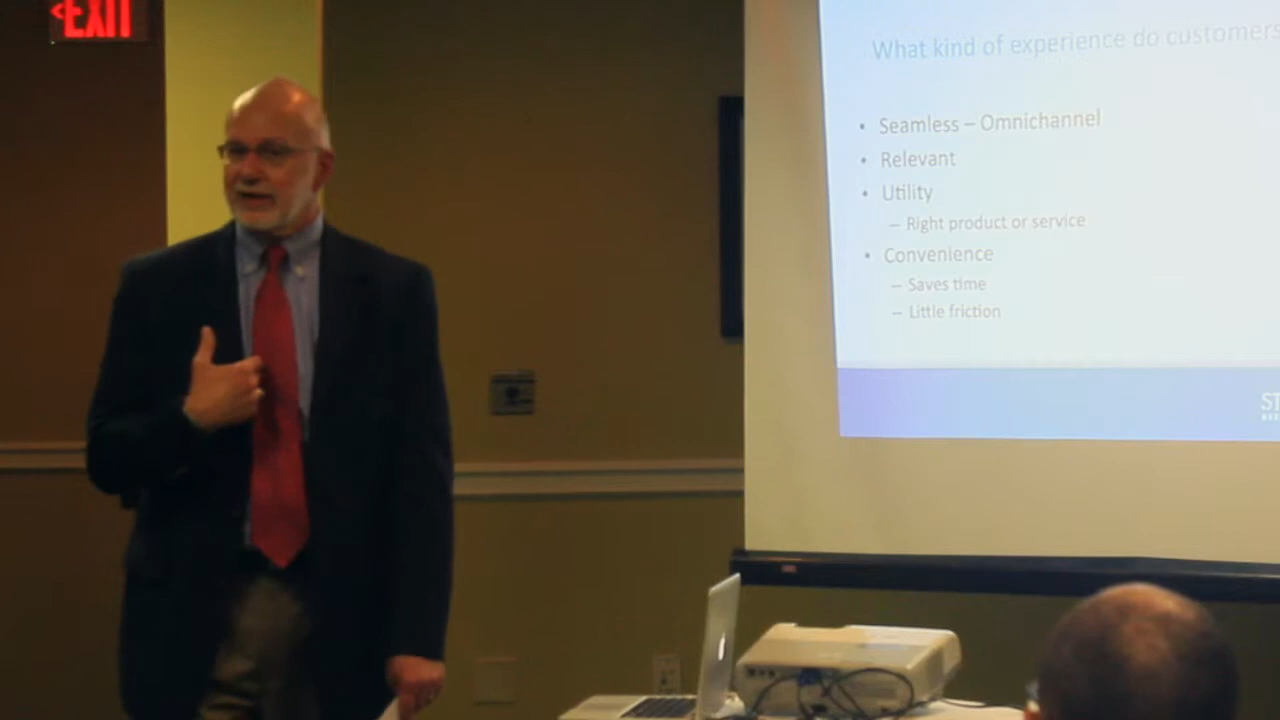 <EXIT
What kind of experience do customers
• Seamless – Omnichannel
• Relevant
• Utility
– Right product or service
• Convenience
– Saves time
– Little friction
ST